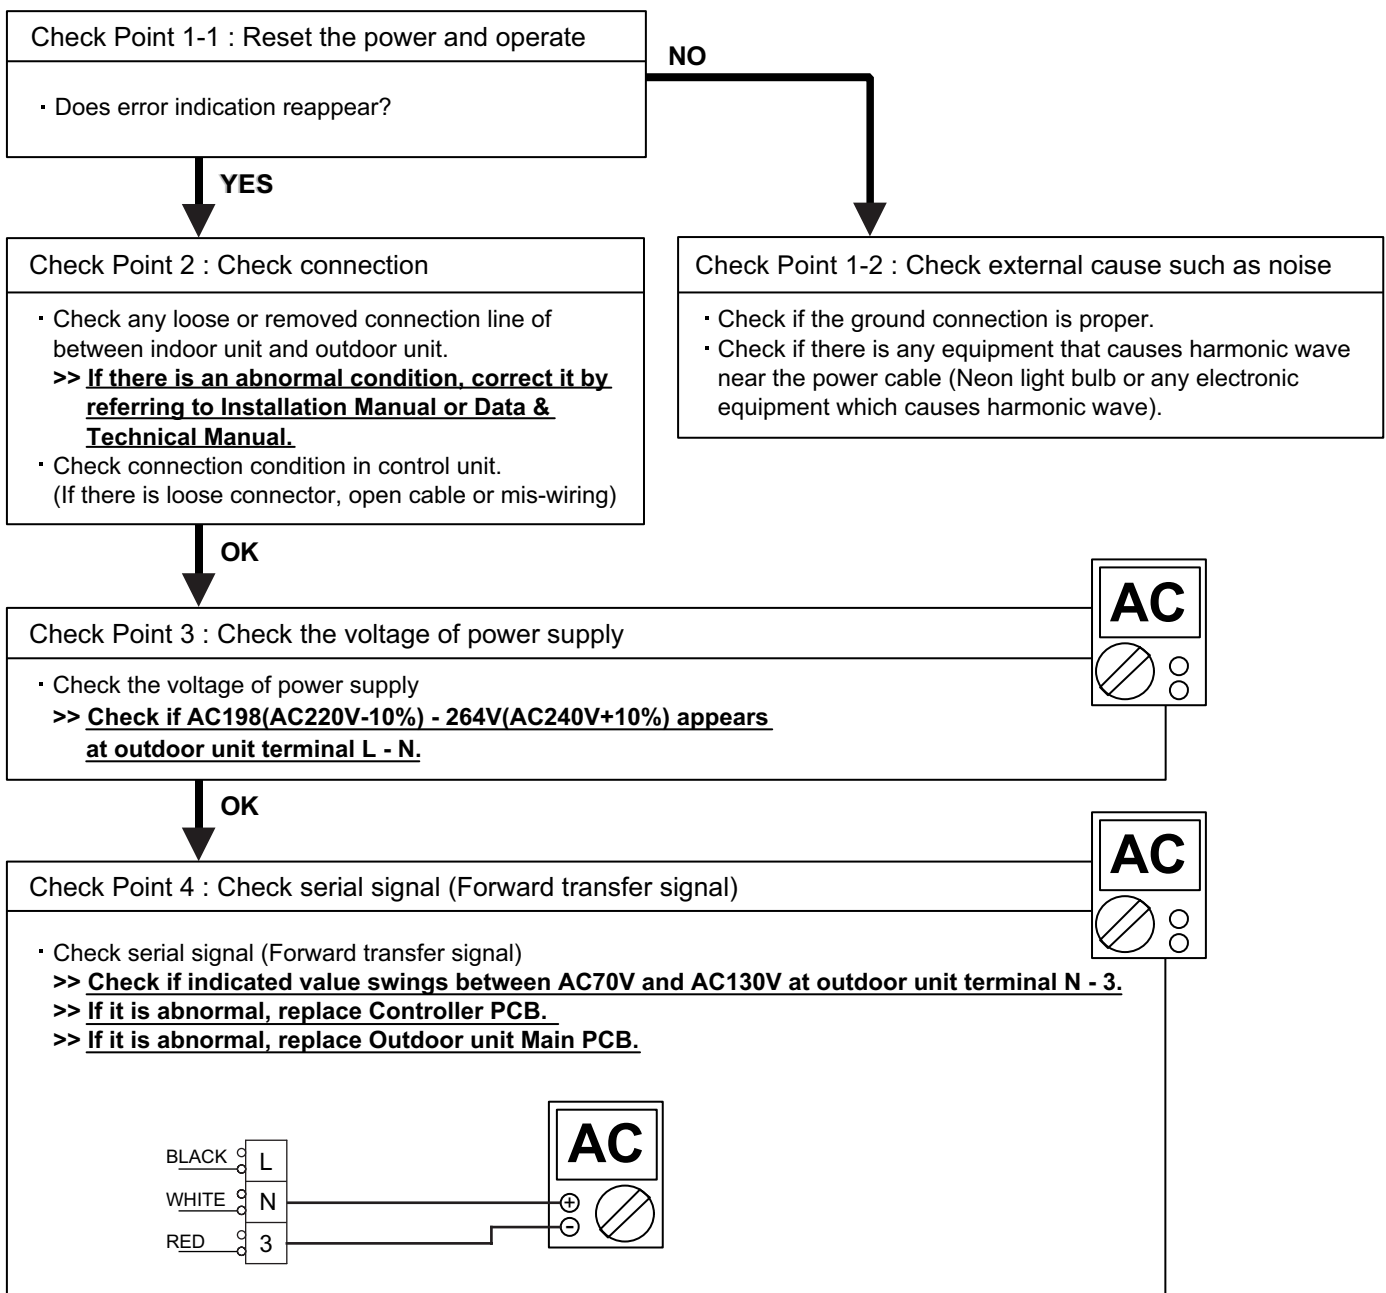 Check Point 1-1 : Reset the power and operate
· Does error indication reappear?
NO
YES
Check Point 2 : Check connection
· Check any loose or removed connection line of
between indoor unit and outdoor unit.
>> If there is an abnormal condition, correct it by
referring to Installation Manual or Data &
Technical Manual.
· Check connection condition in control unit.
(If there is loose connector, open cable or mis-wiring)
Check Point 1-2 : Check external cause such as noise
· Check if the ground connection is proper.
· Check if there is any equipment that causes harmonic wave
near the power cable (Neon light bulb or any electronic
equipment which causes harmonic wave).
OK
Check Point 3 : Check the voltage of power supply
AC
· Check the voltage of power supply
>> Check if AC198(AC220V-10%) - 264V(AC240V+10%) appears
at outdoor unit terminal L - N.
OK
Check Point 4 : Check serial signal (Forward transfer signal)
AC
· Check serial signal (Forward transfer signal)
>> Check if indicated value swings between AC70V and AC130V at outdoor unit terminal N - 3.
>> If it is abnormal, replace Controller PCB.
>> If it is abnormal, replace Outdoor unit Main PCB.
AC
BLACK L
WHITE N +
RED 3 -